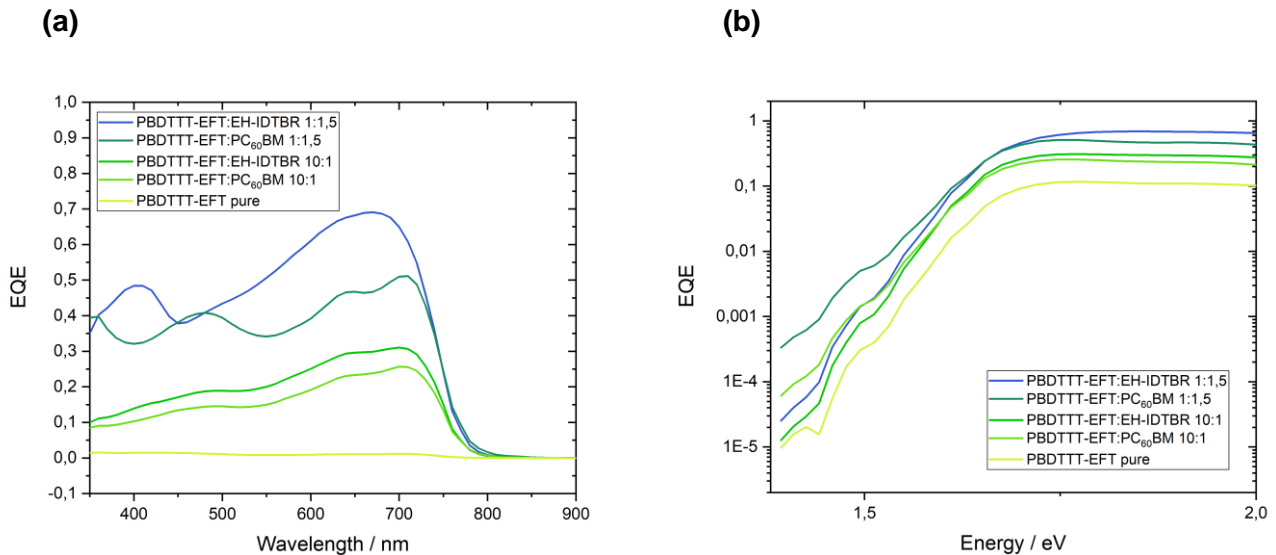 (a)
(b)
1,0
0,9
0,8
0,7
0,6
0,5
0,4
0,3
0,2
0,1
0,0
-0,1
EQE
PBDTTT-EFT:EH-IDTBR 1:1,5
PBDTTT-EFT:PC₆₀BM 1:1,5
PBDTTT-EFT:EH-IDTBR 10:1
PBDTTT-EFT:PC₆₀BM 10:1
PBDTTT-EFT pure
400 500 600 700 800 900
Wavelength / nm
1
0,1
0,01
0,001
1E-4
1E-5
EQE
PBDTTT-EFT:EH-IDTBR 1:1,5
PBDTTT-EFT:PC₆₀BM 1:1,5
PBDTTT-EFT:EH-IDTBR 10:1
PBDTTT-EFT:PC₆₀BM 10:1
PBDTTT-EFT pure
1,5 2,0
Energy / eV